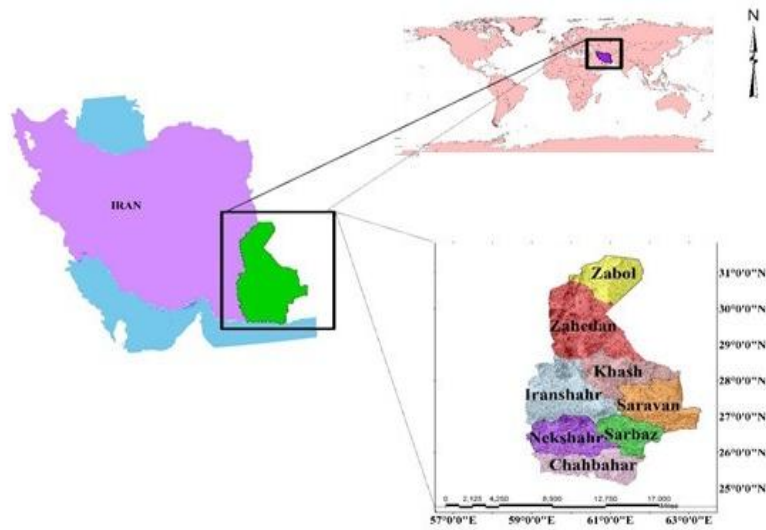 N
IRAN
Zabol
Zahedan
Khash
Iranshahr
Saravan
Nekshahr
Sarbaz
Chahbahar
31°0'0"N
30°0'0"N
29°0'0"N
28°0'0"N
27°0'0"N
26°0'0"N
25°0'0"N
0 2,125 4,250 8,500 12,750 17,000
57°0'0"E 59°0'0"E 61°0'0"E 63°0'0"E